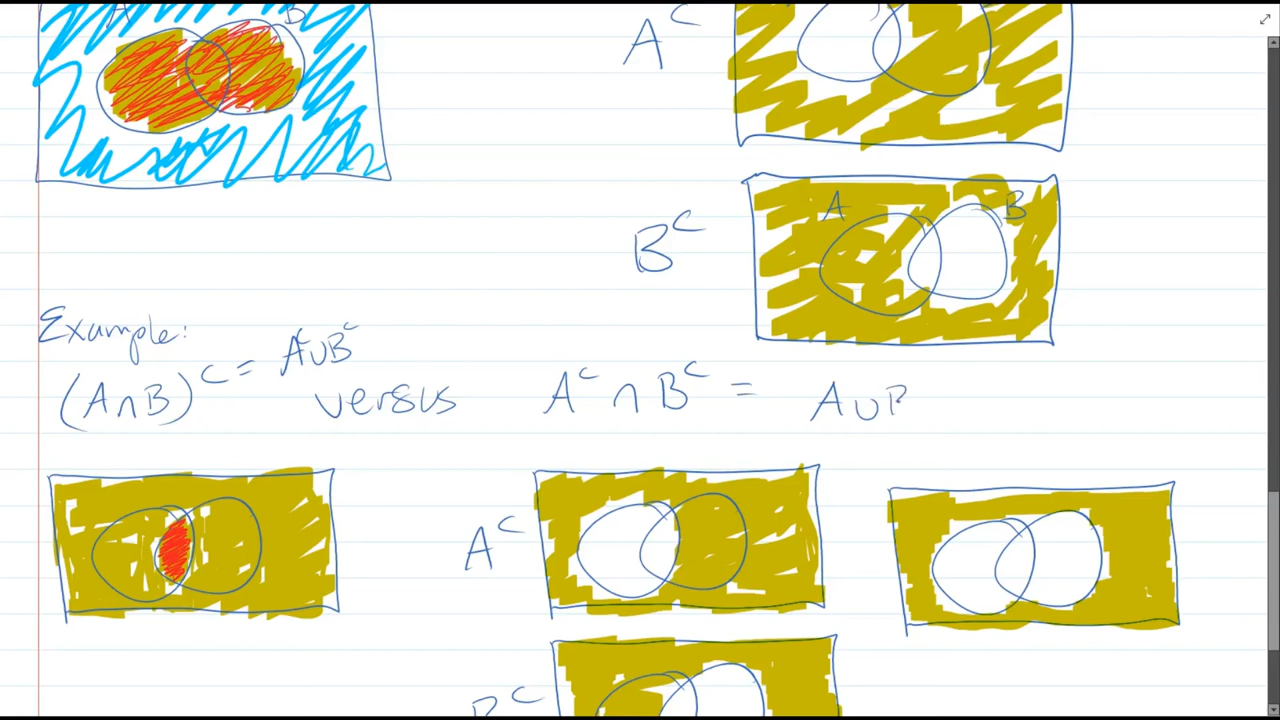 A B
A^C
B^C
A B
Example:
(A∩B)^C = A^C∪B^C versus A^C ∩ B^C = A∪
A^C
B^C